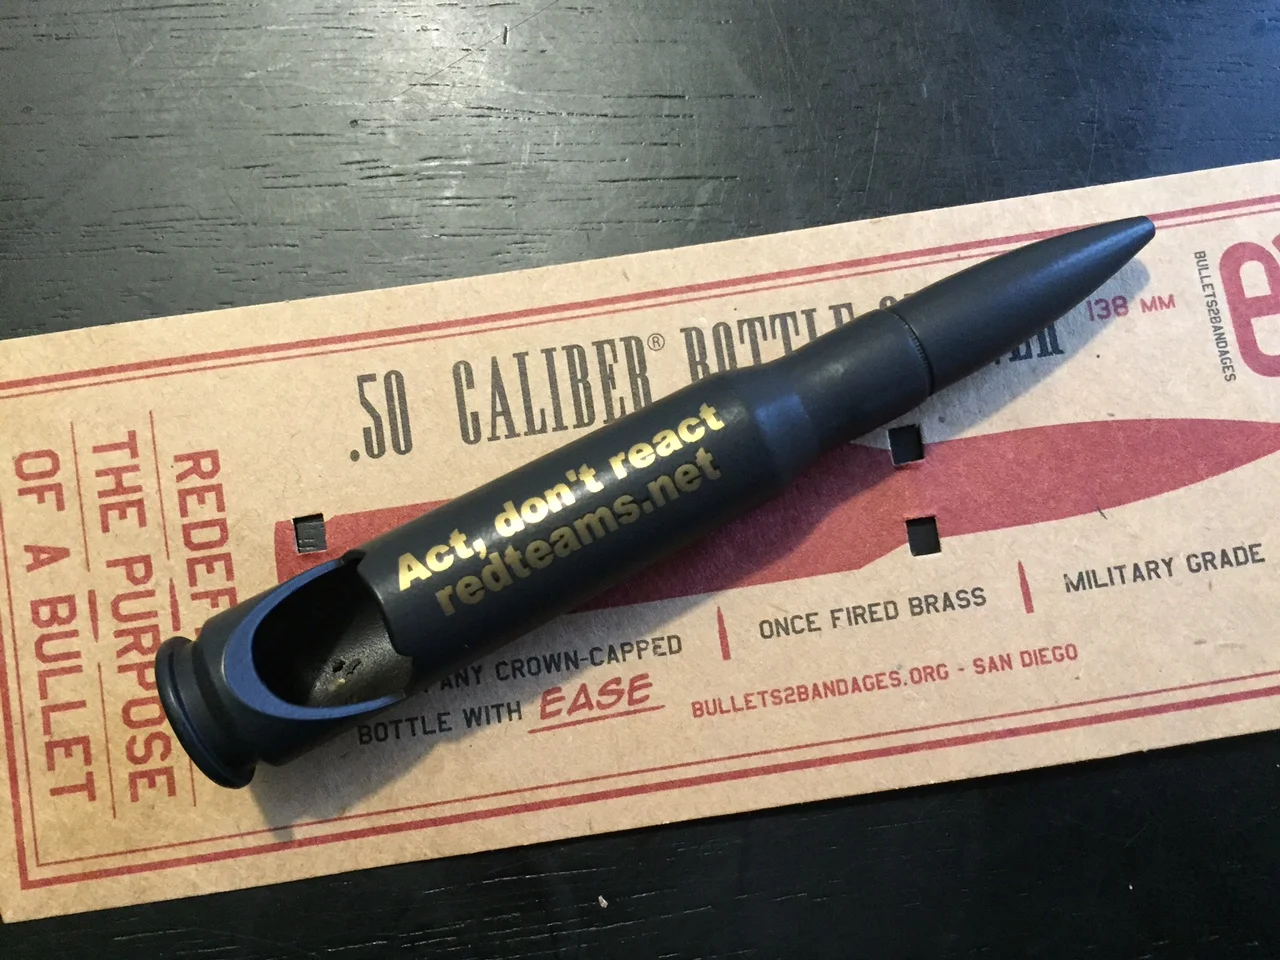 .50 CALIBER® BOTTLE
138 MM
BULLETS2BANDAGES
Act, don't react
redteams.net
THE PURPOSE
OF A BULLET
ANY CROWN-CAPPED
BOTTLE WITH EASE
ONCE FIRED BRASS
MILITARY GRADE
BULLETS2BANDAGES.ORG - SAN DIEGO